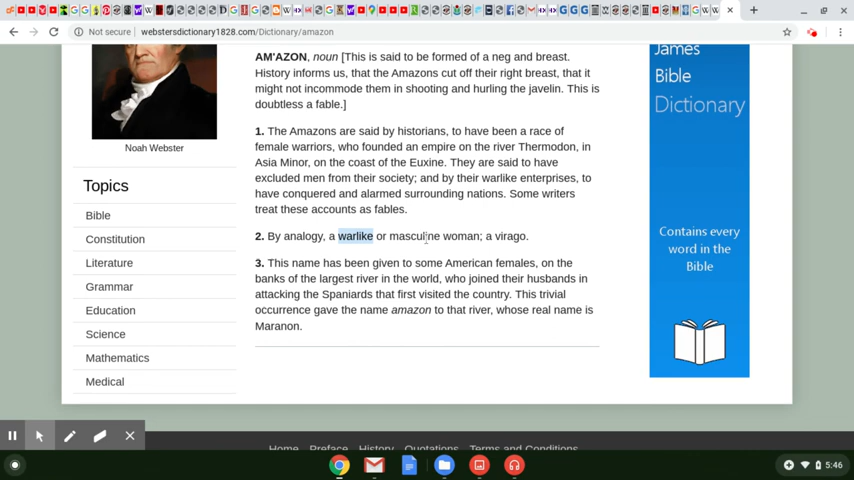 Not secure | webstersdictionary1828.com/Dictionary/amazon
James
Bible
Dictionary
AM'AZON, noun [This is said to be formed of a neg and breast.
History informs us, that the Amazons cut off their right breast, that it
might not incommode them in shooting and hurling the javelin. This is
doubtless a fable.]
Noah Webster
1. The Amazons are said by historians, to have been a race of
female warriors, who founded an empire on the river Thermodon, in
Asia Minor, on the coast of the Euxine. They are said to have
excluded men from their society; and by their warlike enterprises, to
have conquered and alarmed surrounding nations. Some writers
treat these accounts as fables.
2. By analogy, a warlike or masculine woman; a virago.
3. This name has been given to some American females, on the
banks of the largest river in the world, who joined their husbands in
attacking the Spaniards that first visited the country. This trivial
occurrence gave the name amazon to that river, whose real name is
Maranon.
Topics
Bible
Constitution
Literature
Grammar
Education
Science
Mathematics
Medical
Contains every
word in the
Bible
Home Preface History Quotations Terms and Conditions
5:46